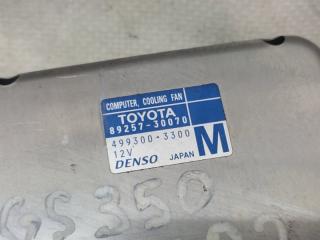 COMPUTER, COOLING FAN
TOYOTA
89257-30070
499300-3300
12V
DENSO JAPAN M
GS350